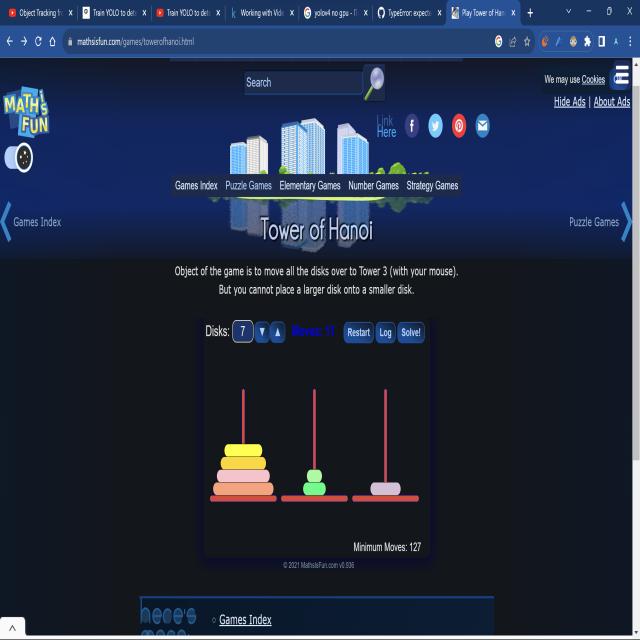 Object Tracking fr
Train YOLO to dete
Train YOLO to dete
Working with Vide
yolov4 no gpu - 
TypeError: expecte
Play Tower of Han
mathsisfun.com/games/towerofhanoi.html
Search
We may use Cookies
Hide Ads | About Ads
MATHS
IS
FUN
Link
Here
Games Index Puzzle Games Elementary Games Number Games Strategy Games
Games Index
Puzzle Games
Tower of Hanoi
Object of the game is to move all the disks over to Tower 3 (with your mouse).
But you cannot place a larger disk onto a smaller disk.
Disks: 7 ▼ ▲ Moves: 11 Restart Log Solve!
Minimum Moves: 127
© 2021 MathsIsFun.com v0.936
Games Index